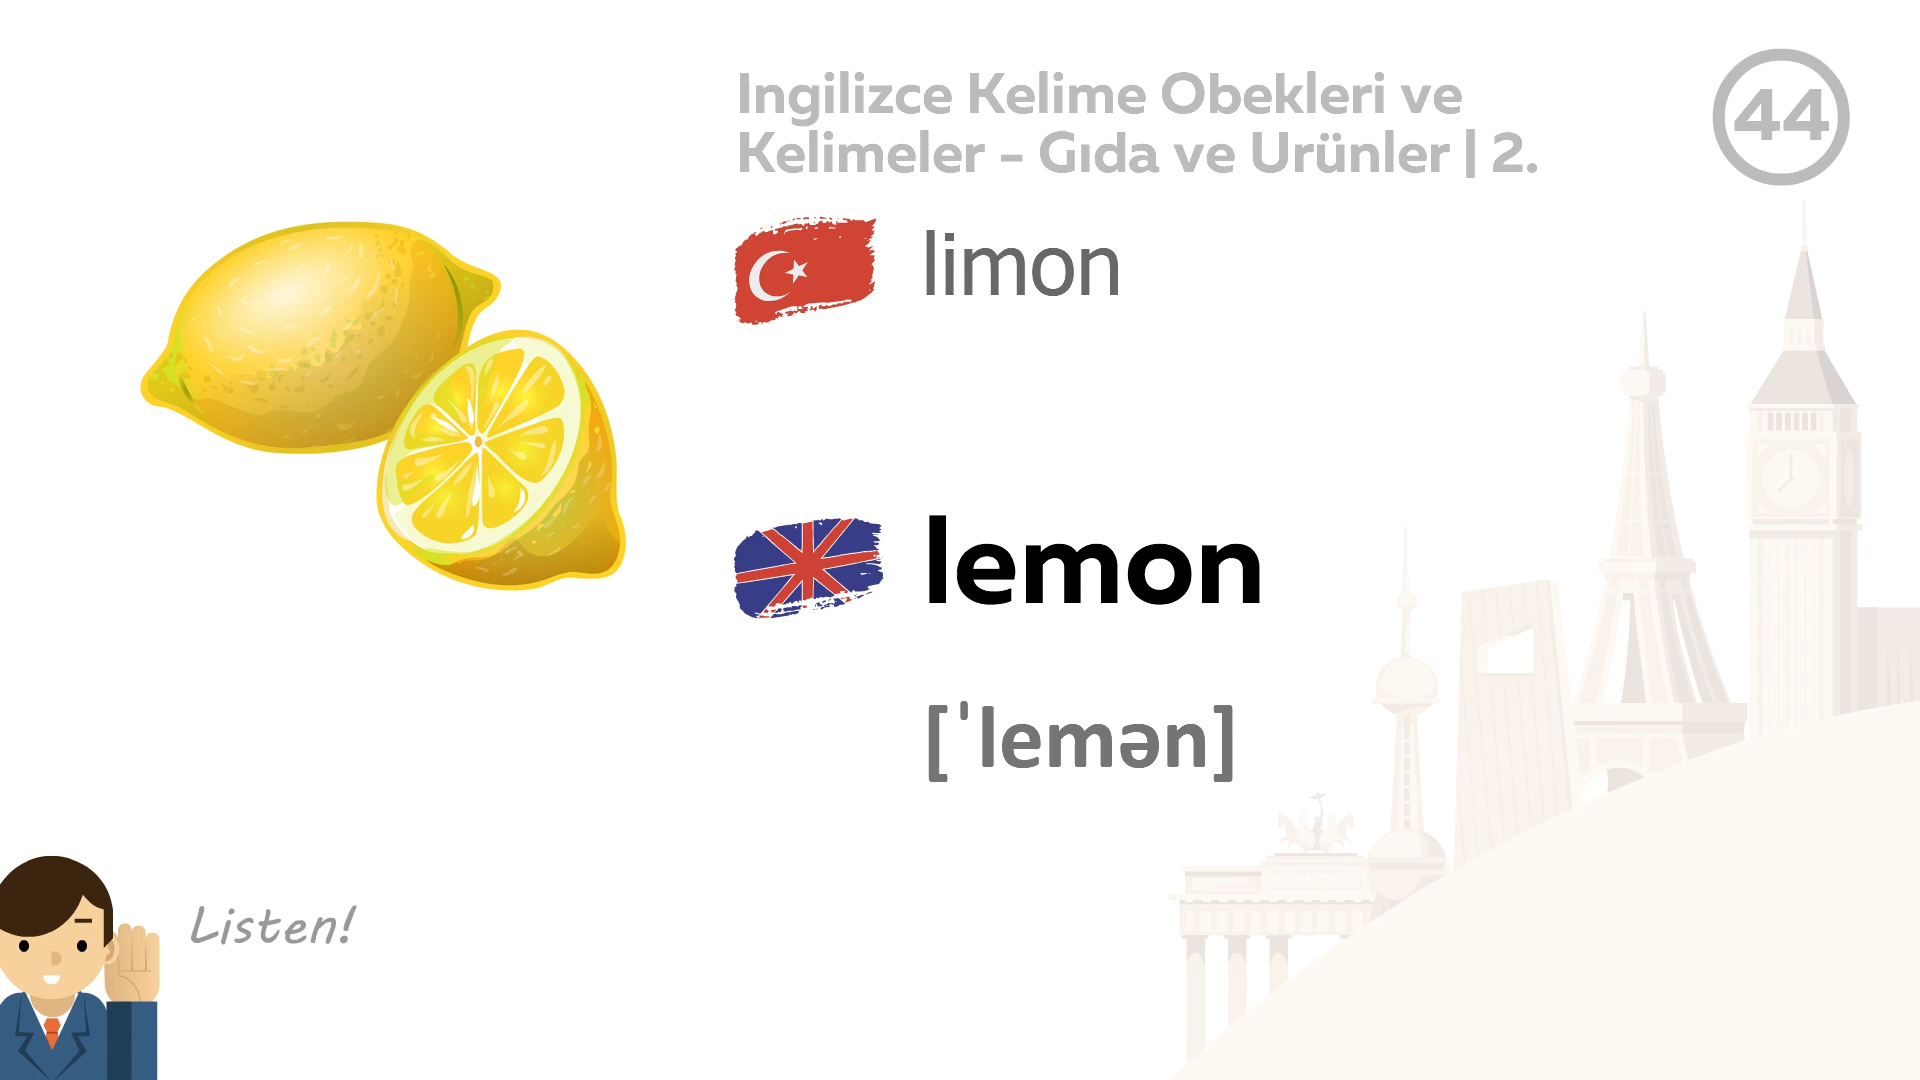 Ingilizce Kelime Obekleri ve
Kelimeler - Gıda ve Urünler | 2.
44
limon
lemon
[ˈlemən]
Listen!